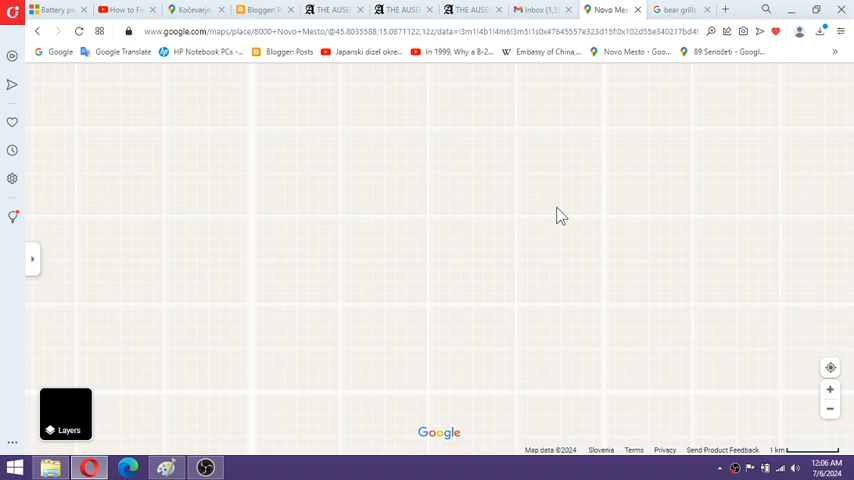 Battery pe
How to Fi
Kočevarje
Blogger: P
THE AUSE
THE AUSE
THE AUSE
Inbox (1,5
Novo Mes
bear grills
www.google.com/maps/place/8000+Novo+Mesto/@45.8035588,15.0871122,12z/data=!3m1!4b1!4m6!3m5!1s0x47645557e323d15f:0x102d55e340217bd4!
Google
Google Translate
HP Notebook PCs -...
Blogger: Posts
Japanski dizel okre...
In 1999, Why a B-2...
Embassy of China,...
Novo Mesto - Goo...
89 Senožeti - Googl...
Layers
Google
Map data ©2024 Slovenia Terms Privacy Send Product Feedback 1 km
12:06 AM
7/6/2024